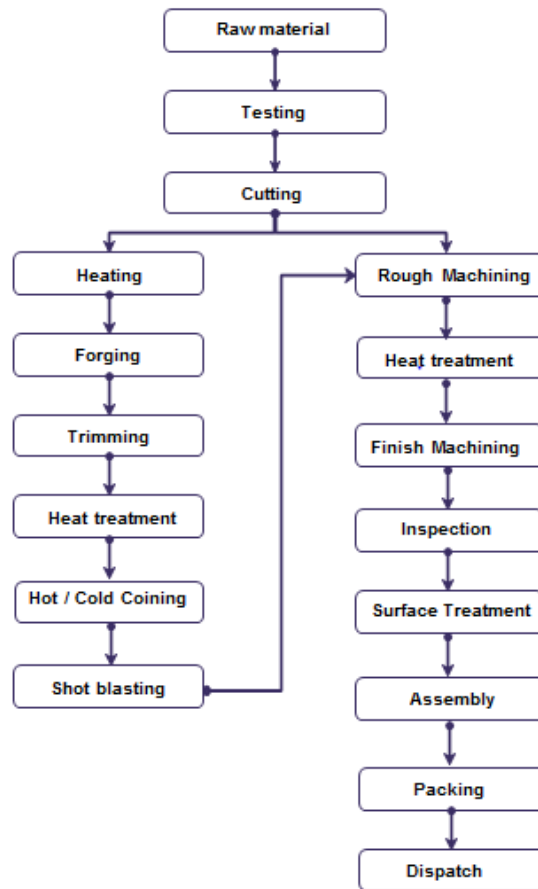 Raw material
Testing
Cutting
Heating
Forging
Trimming
Heat treatment
Hot / Cold Coining
Shot blasting
Rough Machining
Heat treatment
Finish Machining
Inspection
Surface Treatment
Assembly
Packing
Dispatch